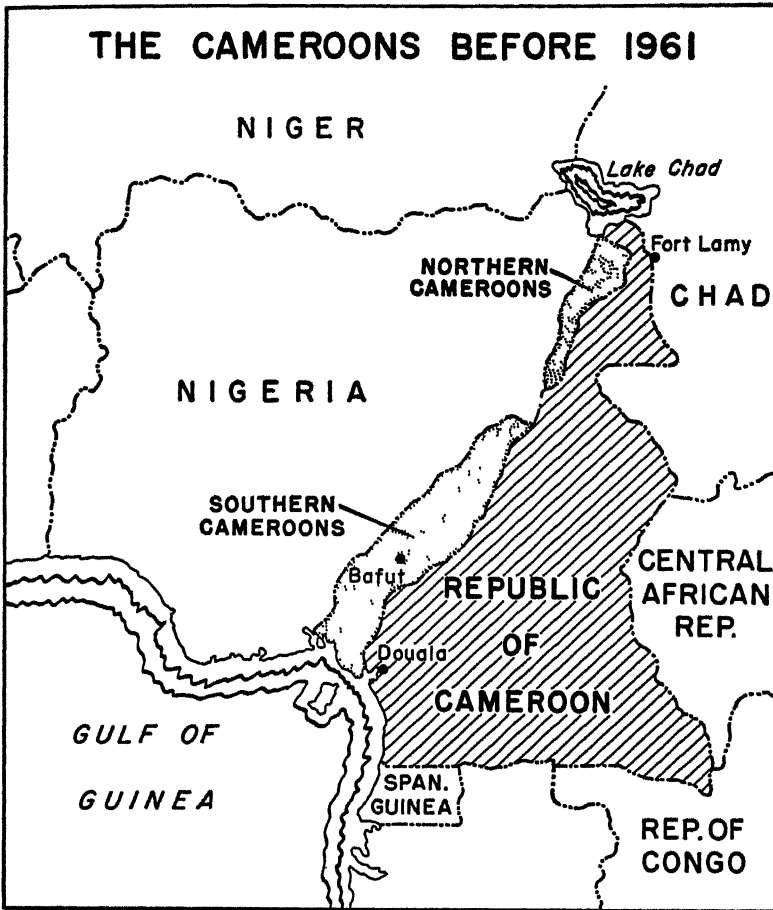 THE CAMEROONS BEFORE 1961
NIGER
Lake Chad
Fort Lamy
NORTHERN
CAMEROONS
CHAD
NIGERIA
SOUTHERN
CAMEROONS
Bafut
CENTRAL
AFRICAN
REP.
REPUBLIC
OF
CAMEROON
Douala
GULF OF
GUINEA
SPAN.
GUINEA
REP. OF
CONGO